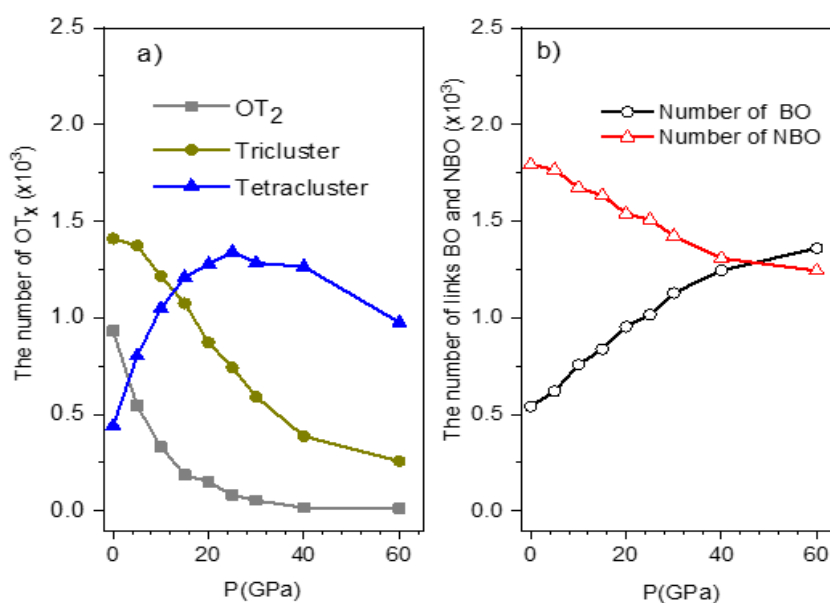 a)
OT2
Tricluster
Tetracluster
The number of OTx (x10³)
2.5
2.0
1.5
1.0
0.5
0.0
0
20
40
60
P(GPa)
b)
Number of BO
Number of NBO
The number of links BO and NBO (x10³)
2.5
2.0
1.5
1.0
0.5
0.0
0
20
40
60
P(GPa)